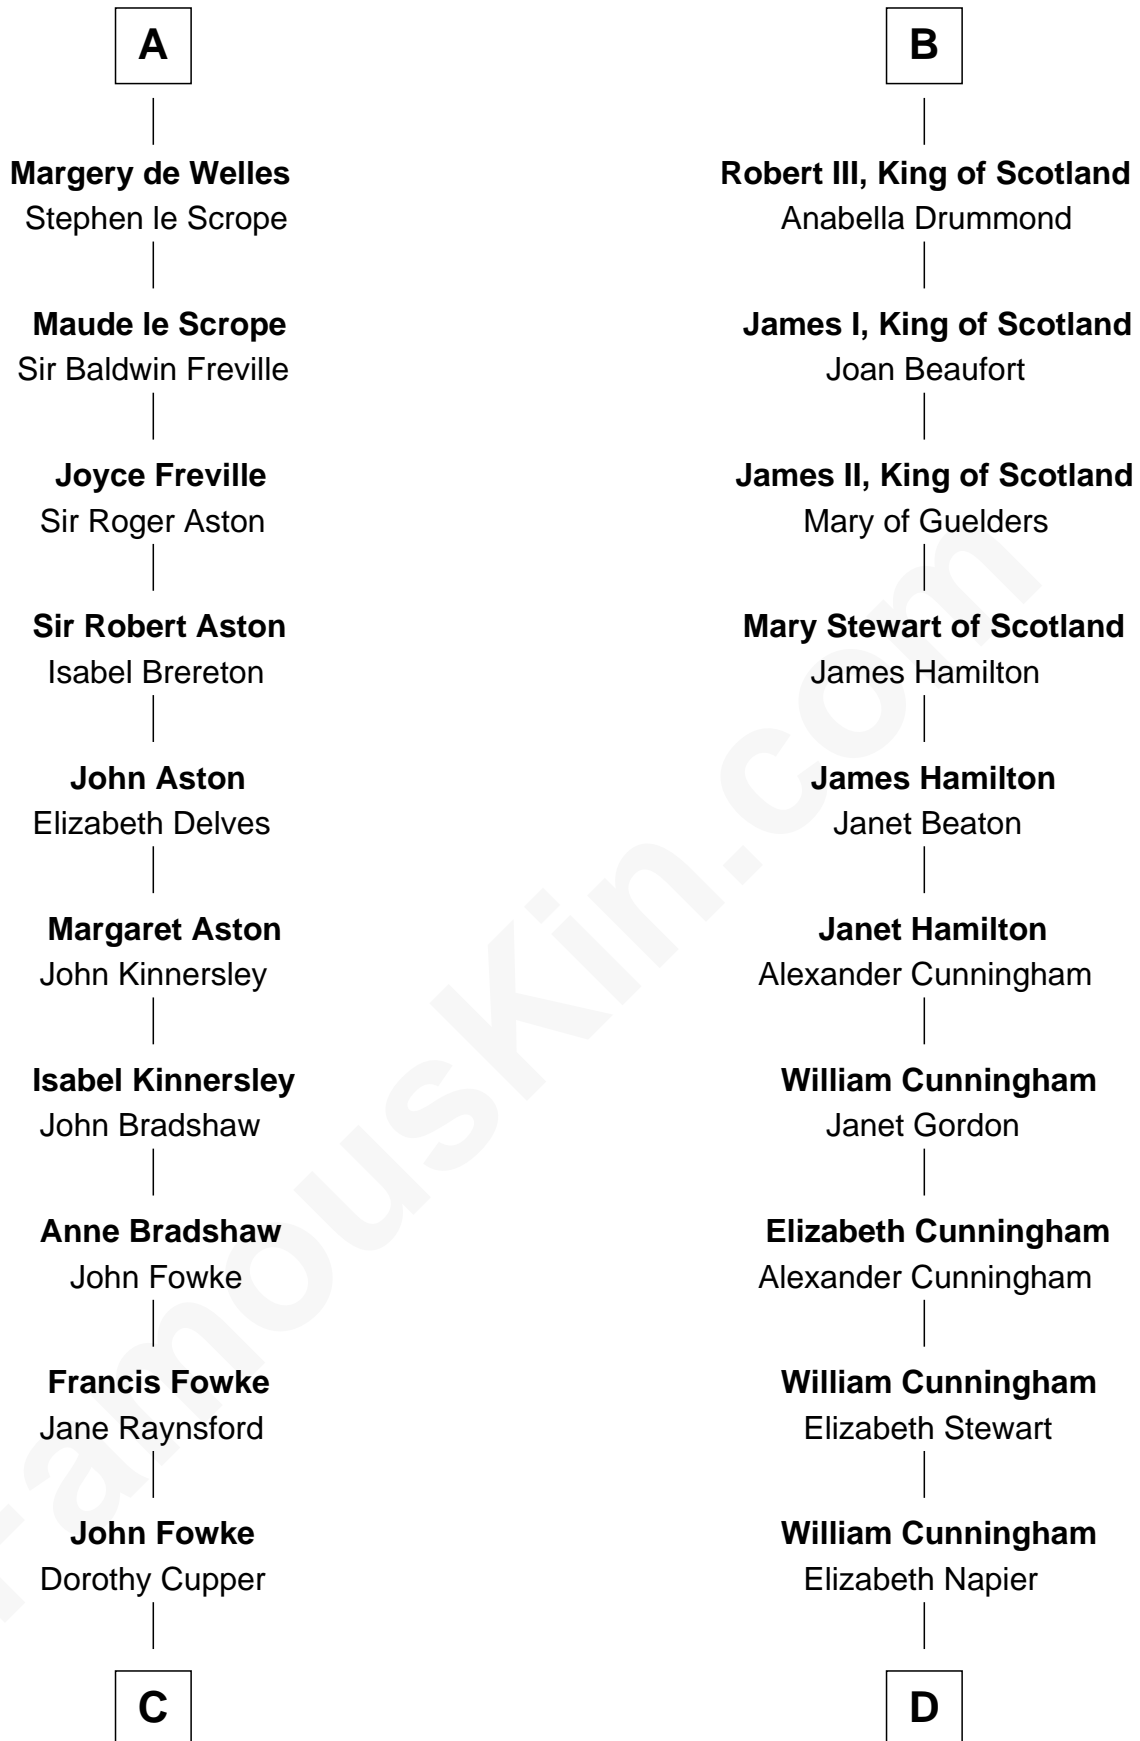 A
Margery de Welles
Stephen le Scrope
Maude le Scrope
Sir Baldwin Freville
Joyce Freville
Sir Roger Aston
Sir Robert Aston
Isabel Brereton
John Aston
Elizabeth Delves
Margaret Aston
John Kinnersley
Isabel Kinnersley
John Bradshaw
Anne Bradshaw
John Fowke
Francis Fowke
Jane Raynsford
John Fowke
Dorothy Cupper
C
B
Robert III, King of Scotland
Anabella Drummond
James I, King of Scotland
Joan Beaufort
James II, King of Scotland
Mary of Guelders
Mary Stewart of Scotland
James Hamilton
James Hamilton
Janet Beaton
Janet Hamilton
Alexander Cunningham
William Cunningham
Janet Gordon
Elizabeth Cunningham
Alexander Cunningham
William Cunningham
Elizabeth Stewart
William Cunningham
Elizabeth Napier
D
FamousKin.com